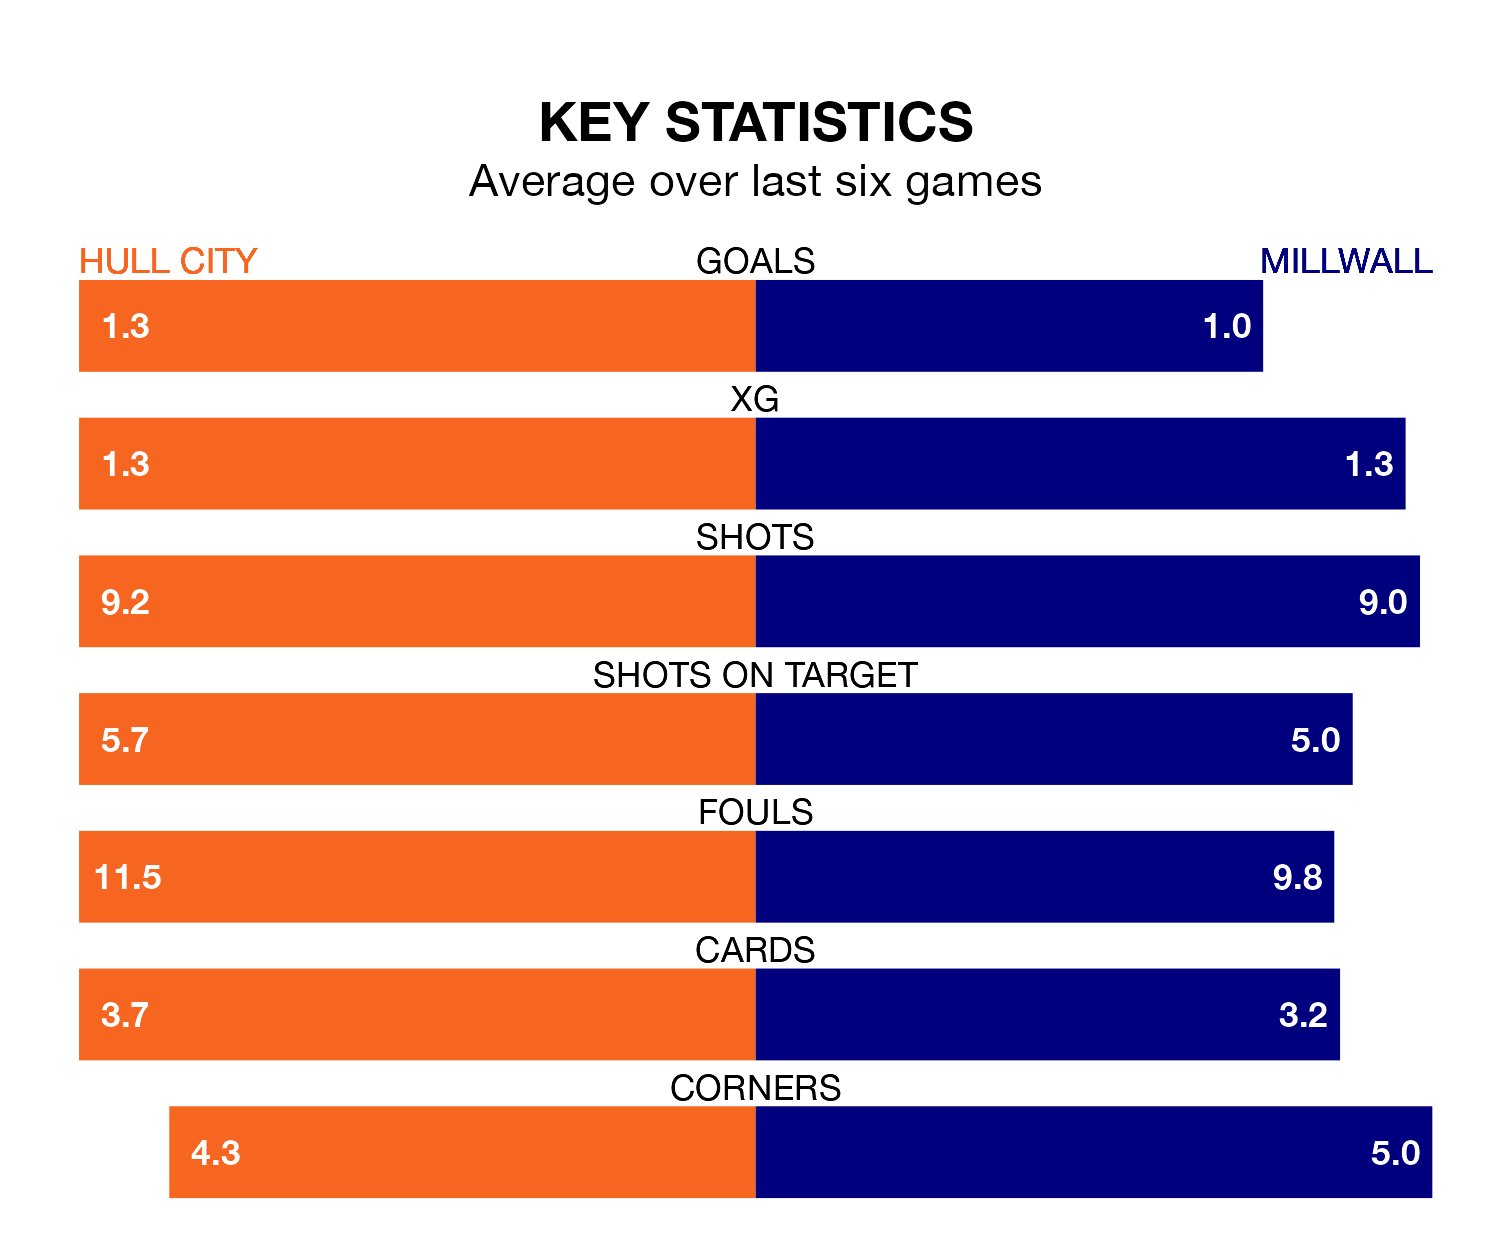 KEY STATISTICS
Average over last six games
HULL CITY GOALS MILLWALL
1.3 1.0
XG
1.3 1.3
SHOTS
9.2 9.0
SHOTS ON TARGET
5.7 5.0
FOULS
11.5 9.8
CARDS
3.7 3.2
CORNERS
4.3 5.0